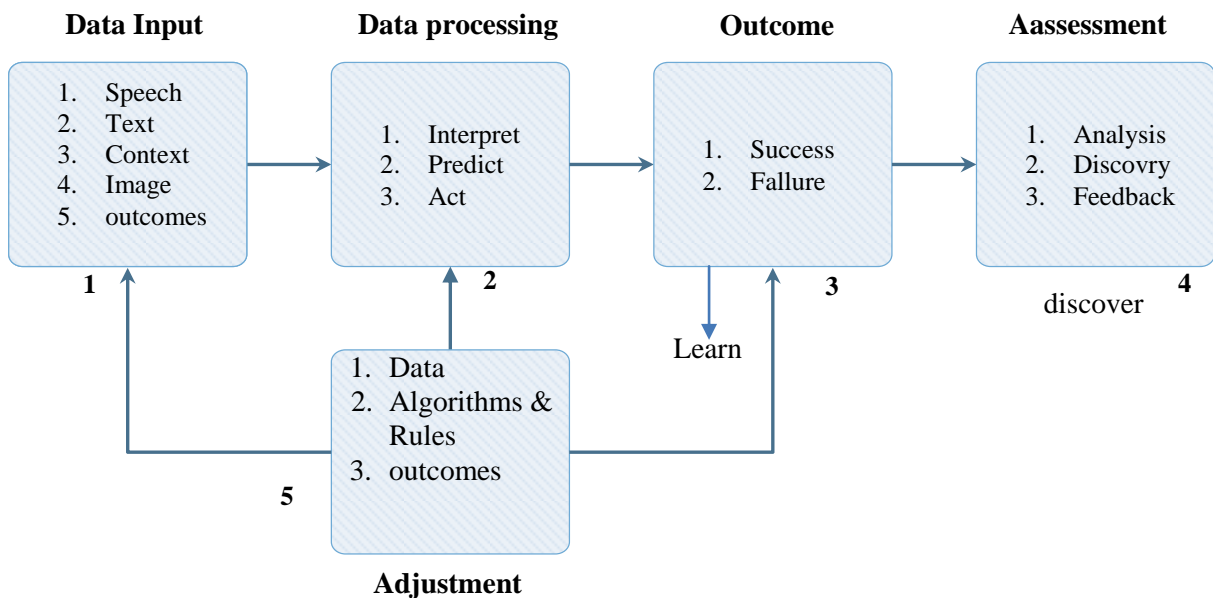 Data Input
Data processing
Outcome
Aassessment
1. Speech
2. Text
3. Context
4. Image
5. outcomes
1. Interpret
2. Predict
3. Act
1. Success
2. Fallure
1. Analysis
2. Discovry
3. Feedback
1
2
3
4
discover
Learn
1. Data
2. Algorithms &
Rules
3. outcomes
5
Adjustment